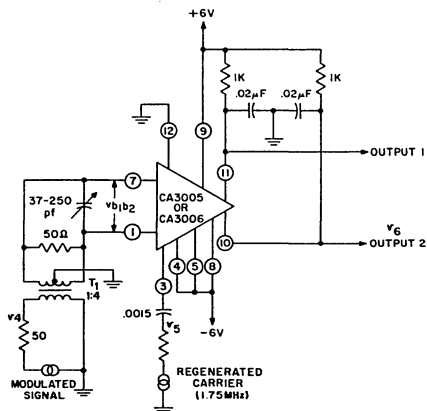 +6V
1K
1K
.02μF
.02μF
12
9
OUTPUT 1
11
37-250
pf
7
vb₁b₂
CA3005
OR
CA3006
v₆
10
OUTPUT 2
1
50Ω
4
5
8
3
T₁
1:4
.0015
-6V
v₄
50
v₅
MODULATED
SIGNAL
REGENERATED
CARRIER
(1.75MHz)